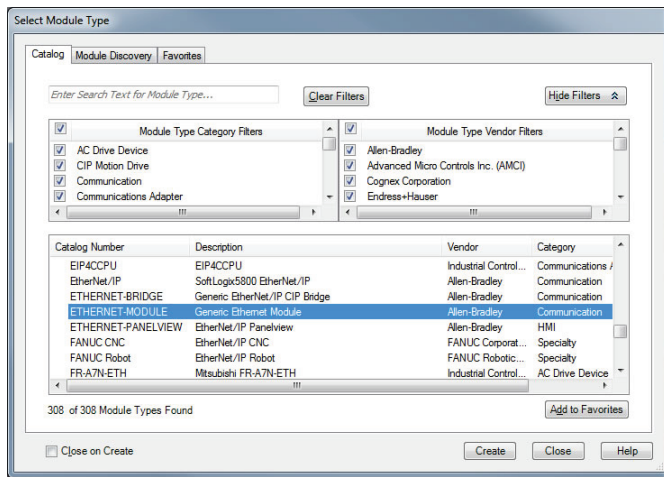 Select Module Type
Catalog Module Discovery Favorites
Enter Search Text for Module Type... Clear Filters Hide Filters
Module Type Category Filters Module Type Vendor Filters
AC Drive Device Allen-Bradley
CIP Motion Drive Advanced Micro Controls Inc. (AMCI)
Communication Cognex Corporation
Communications Adapter Endress+Hauser
Catalog Number Description Vendor Category
EIP4CCPU EIP4CCPU Industrial Control... Communications A
EtherNet/IP SoftLogix5800 EtherNet/IP Allen-Bradley Communication
ETHERNET-BRIDGE Generic EtherNet/IP CIP Bridge Allen-Bradley Communication
ETHERNET-MODULE Generic Ethernet Module Allen-Bradley Communication
ETHERNET-PANELVIEW EtherNet/IP Panelview Allen-Bradley HMI
FANUC CNC EtherNet/IP CNC FANUC Corporat... Specialty
FANUC Robot EtherNet/IP Robot FANUC Robotic... Specialty
FR-A7N-ETH Mitsubishi FR-A7N-ETH Industrial Control... AC Drive Device
308 of 308 Module Types Found Add to Favorites
Close on Create Create Close Help